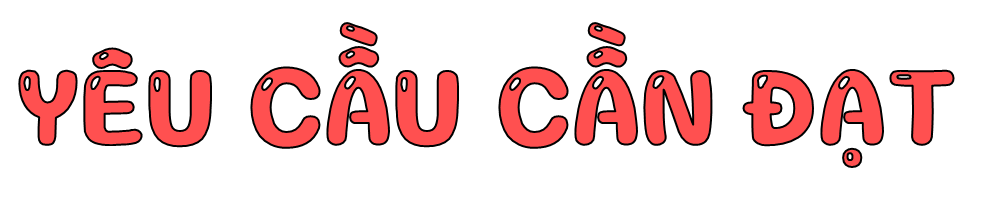 YÊU CẦU CẦN ĐẠT